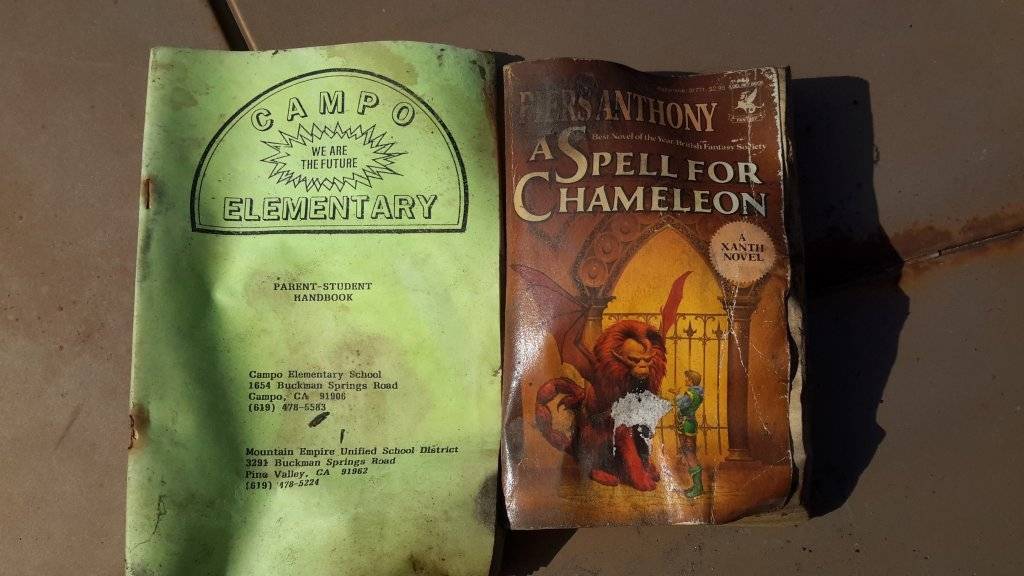 CAMPO
WE ARE
THE FUTURE
ELEMENTARY
PARENT-STUDENT
HANDBOOK
Campo Elementary School
1654 Buckman Springs Road
Campo, CA 91906
(619) 478-5583
Mountain Empire Unified School District
3291 Buckman Springs Road
Pine Valley, CA 91962
(619) 478-5224
PIERS ANTHONY
Best Novel of the Year, British Fantasy Society
A SPELL FOR
CHAMELEON
A
XANTH
NOVEL
FANTASY